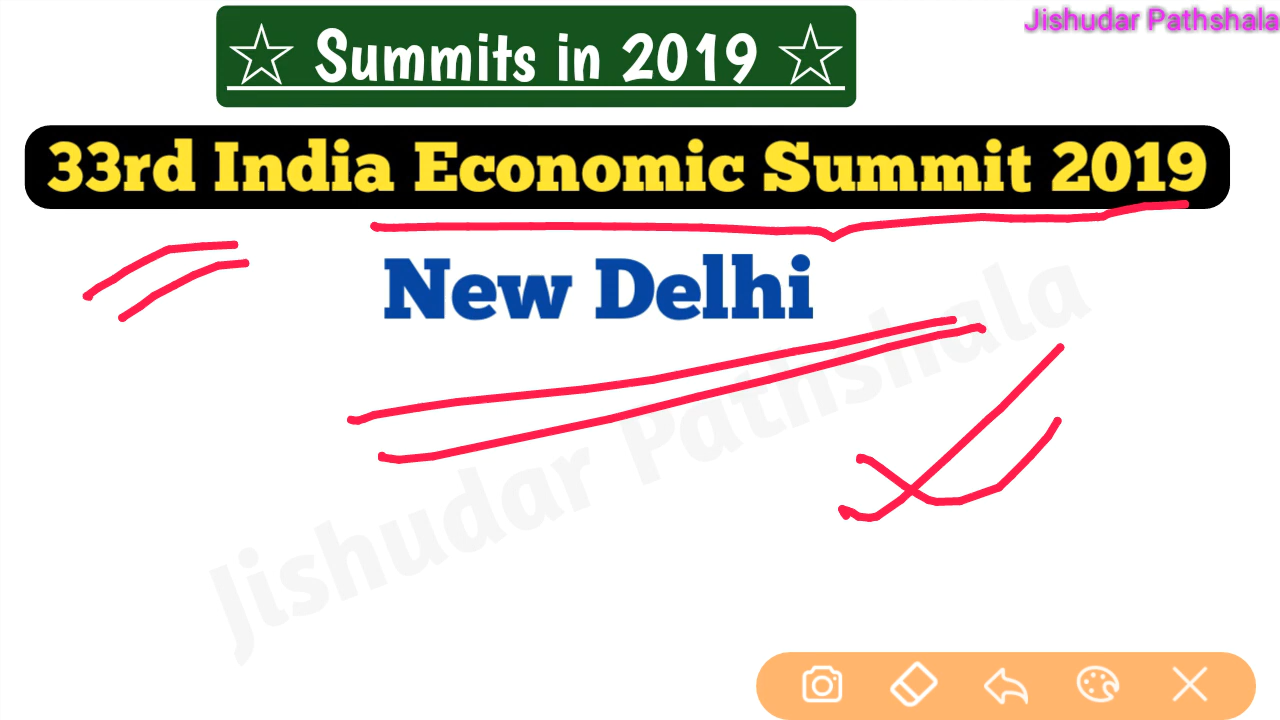 Jishudar Pathshala
☆ Summits in 2019 ☆
33rd India Economic Summit 2019
New Delhi
Jishudar Pathshala